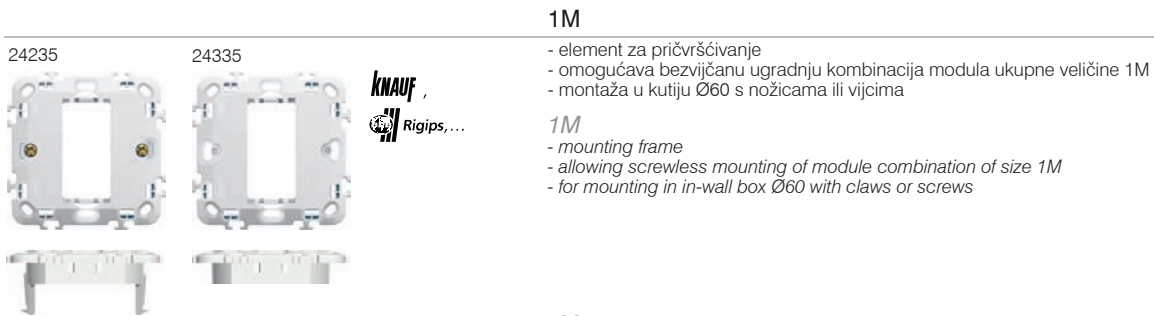 1M
24235
24335
KNAUF ,
Rigips,...
- element za pričvršćivanje
- omogućava bezvijčanu ugradnju kombinacija modula ukupne veličine 1M
- montaža u kutiju Ø60 s nožicama ili vijcima
1M
- mounting frame
- allowing screwless mounting of module combination of size 1M
- for mounting in in-wall box Ø60 with claws or screws